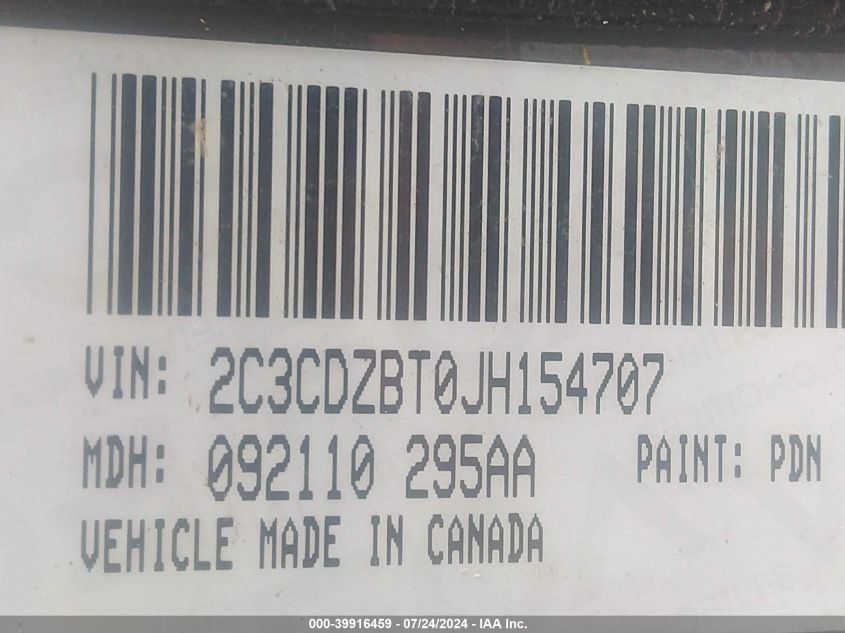 VIN: 2C3CDZBT0JH154707
MDH: 092110 295AA PAINT: PDN
VEHICLE MADE IN CANADA
000-39916459 - 07/24/2024 - IAA Inc.